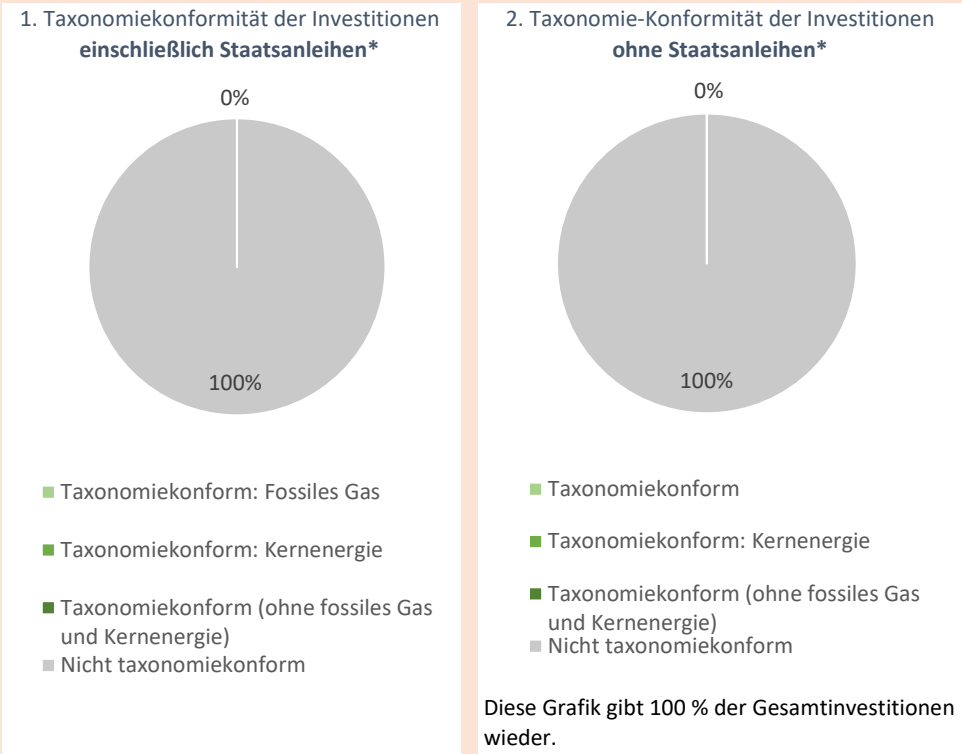 1. Taxonomiekonformität der Investitionen
einschließlich Staatsanleihen*
0%
100%
Taxonomiekonform: Fossiles Gas
Taxonomiekonform: Kernenergie
Taxonomiekonform (ohne fossiles Gas
und Kernenergie)
Nicht taxonomiekonform
2. Taxonomie-Konformität der Investitionen
ohne Staatsanleihen*
0%
100%
Taxonomiekonform
Taxonomiekonform: Kernenergie
Taxonomiekonform (ohne fossiles Gas
und Kernenergie)
Nicht taxonomiekonform
Diese Grafik gibt 100 % der Gesamtinvestitionen
wieder.